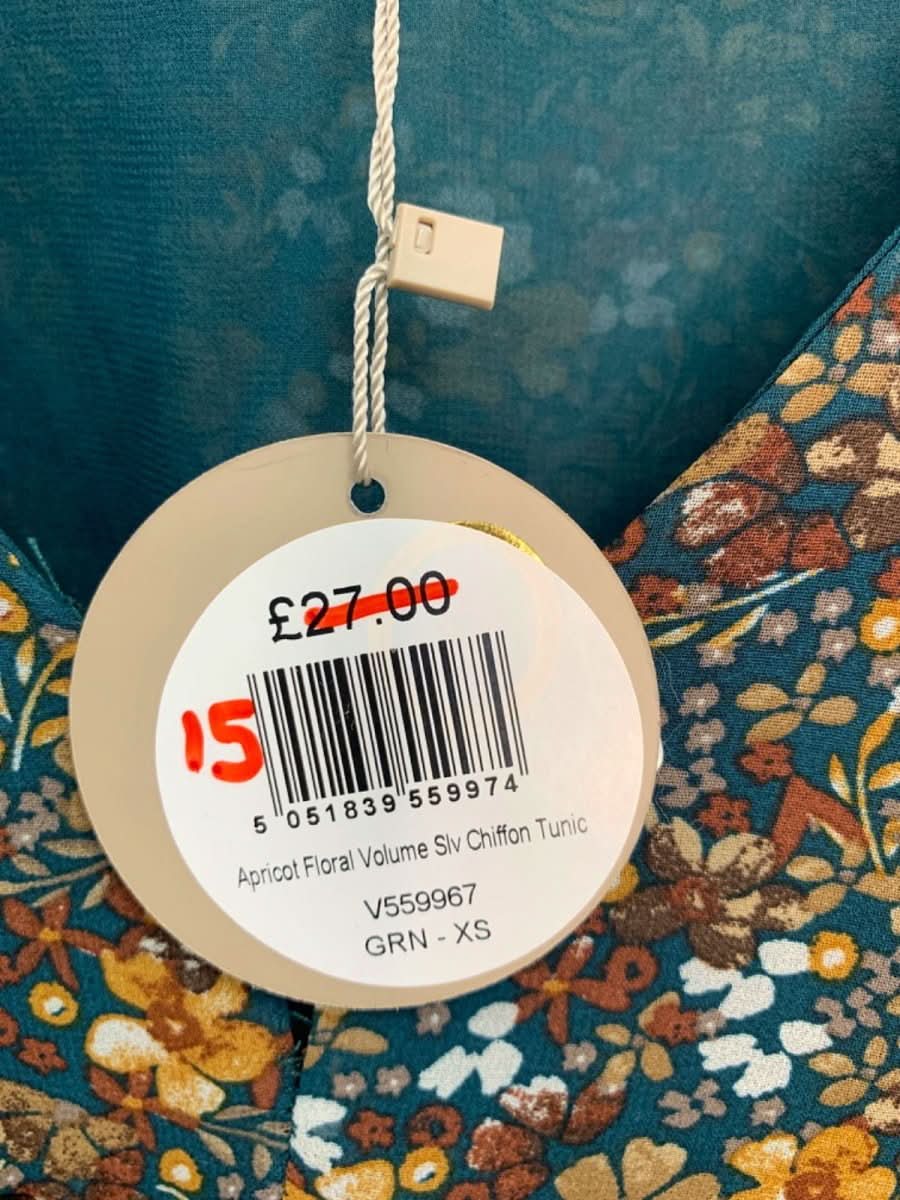 £27.00
15
5 051839 559974
Apricot Floral Volume Slv Chiffon Tunic
V559967
GRN - XS